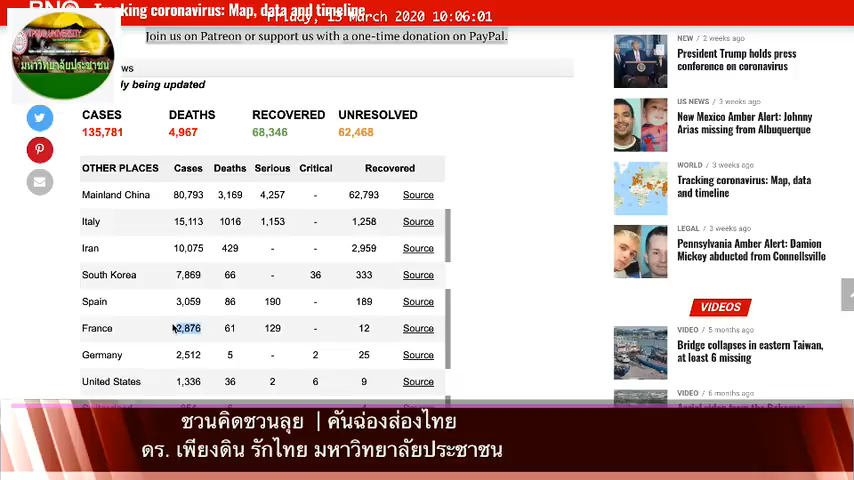 BNO Tracking coronavirus: Map, data and timeline
Friday, 13 March 2020 10:06:01
Join us on Patreon or support us with a one-time donation on PayPal.
UNIVERSITY
มหาวิทยาลัยประชาชน
ws
ly being updated
CASES DEATHS RECOVERED UNRESOLVED
135,781 4,967 68,346 62,468
OTHER PLACES Cases Deaths Serious Critical Recovered
Mainland China 80,793 3,169 4,257 - 62,793 Source
Italy 15,113 1016 1,153 - 1,258 Source
Iran 10,075 429 - - 2,959 Source
South Korea 7,869 66 - 36 333 Source
Spain 3,059 86 190 - 189 Source
France 2,876 61 129 - 12 Source
Germany 2,512 5 - 2 25 Source
United States 1,336 36 2 6 9 Source
NEW / 2 weeks ago
President Trump holds press
conference on coronavirus
US NEWS / 3 weeks ago
New Mexico Amber Alert: Johnny
Arias missing from Albuquerque
WORLD / 3 weeks ago
Tracking coronavirus: Map, data
and timeline
LEGAL / 3 weeks ago
Pennsylvania Amber Alert: Damion
Mickey abducted from Connellsville
VIDEOS
VIDEO / 5 months ago
Bridge collapses in eastern Taiwan,
at least 6 missing
VIDEO / 6 months ago
ชวนคิดชวนลุย | คันฉ่องส่องไทย
ดร. เพียงดิน รักไทย มหาวิทยาลัยประชาชน